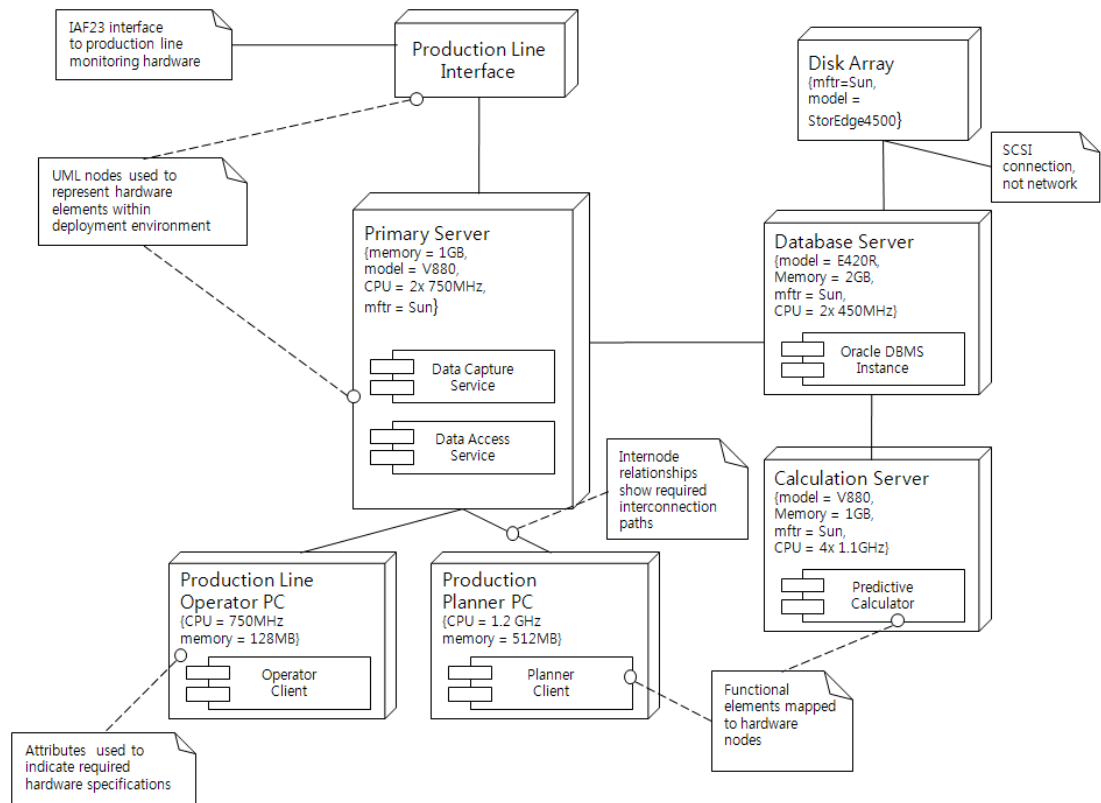 IAF23 interface
to production line
monitoring hardware
Production Line
Interface
Disk Array
{mftr=Sun,
model =
StorEdge4500}
SCSI
connection,
not network
UML nodes used to
represent hardware
elements within
deployment environment
Primary Server
{memory = 1GB,
model = V880,
CPU = 2x 750MHz,
mftr = Sun}
Data Capture
Service
Data Access
Service
Database Server
{model = E420R,
Memory = 2GB,
mftr = Sun,
CPU = 2x 450MHz}
Oracle DBMS
Instance
Internode
relationships
show required
interconnection
paths
Calculation Server
{model = V880,
Memory = 1GB,
mftr = Sun,
CPU = 4x 1.1GHz}
Predictive
Calculator
Production Line
Operator PC
{CPU = 750MHz
memory = 128MB}
Operator
Client
Production
Planner PC
{CPU = 1.2 GHz
memory = 512MB}
Planner
Client
Functional
elements mapped
to hardware
nodes
Attributes used to
indicate required
hardware specifications